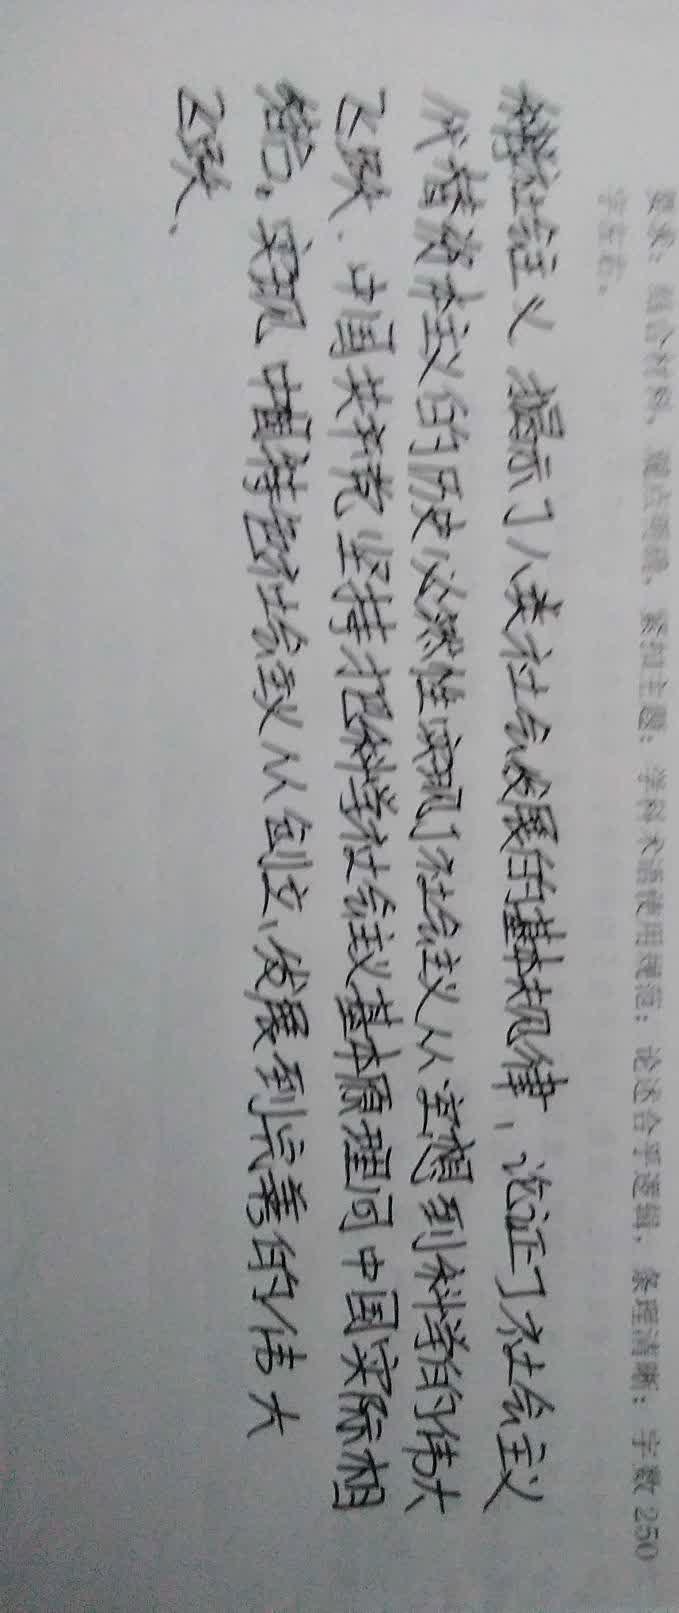 要求：结合材料，观点明确，紧扣主题；学科术语使用规范；论述合乎逻辑，条理清晰；字数250
字左右。
科学社会主义揭示了人类社会发展的基本规律，论证了社会主义
代替资本主义的历史必然性实现了社会主义从空想到科学的伟大
飞跃．中国共产党坚持把科学社会主义基本原理同中国实际相
结合，实现中国特色社会主义从创立、发展到完善的伟大
飞跃、